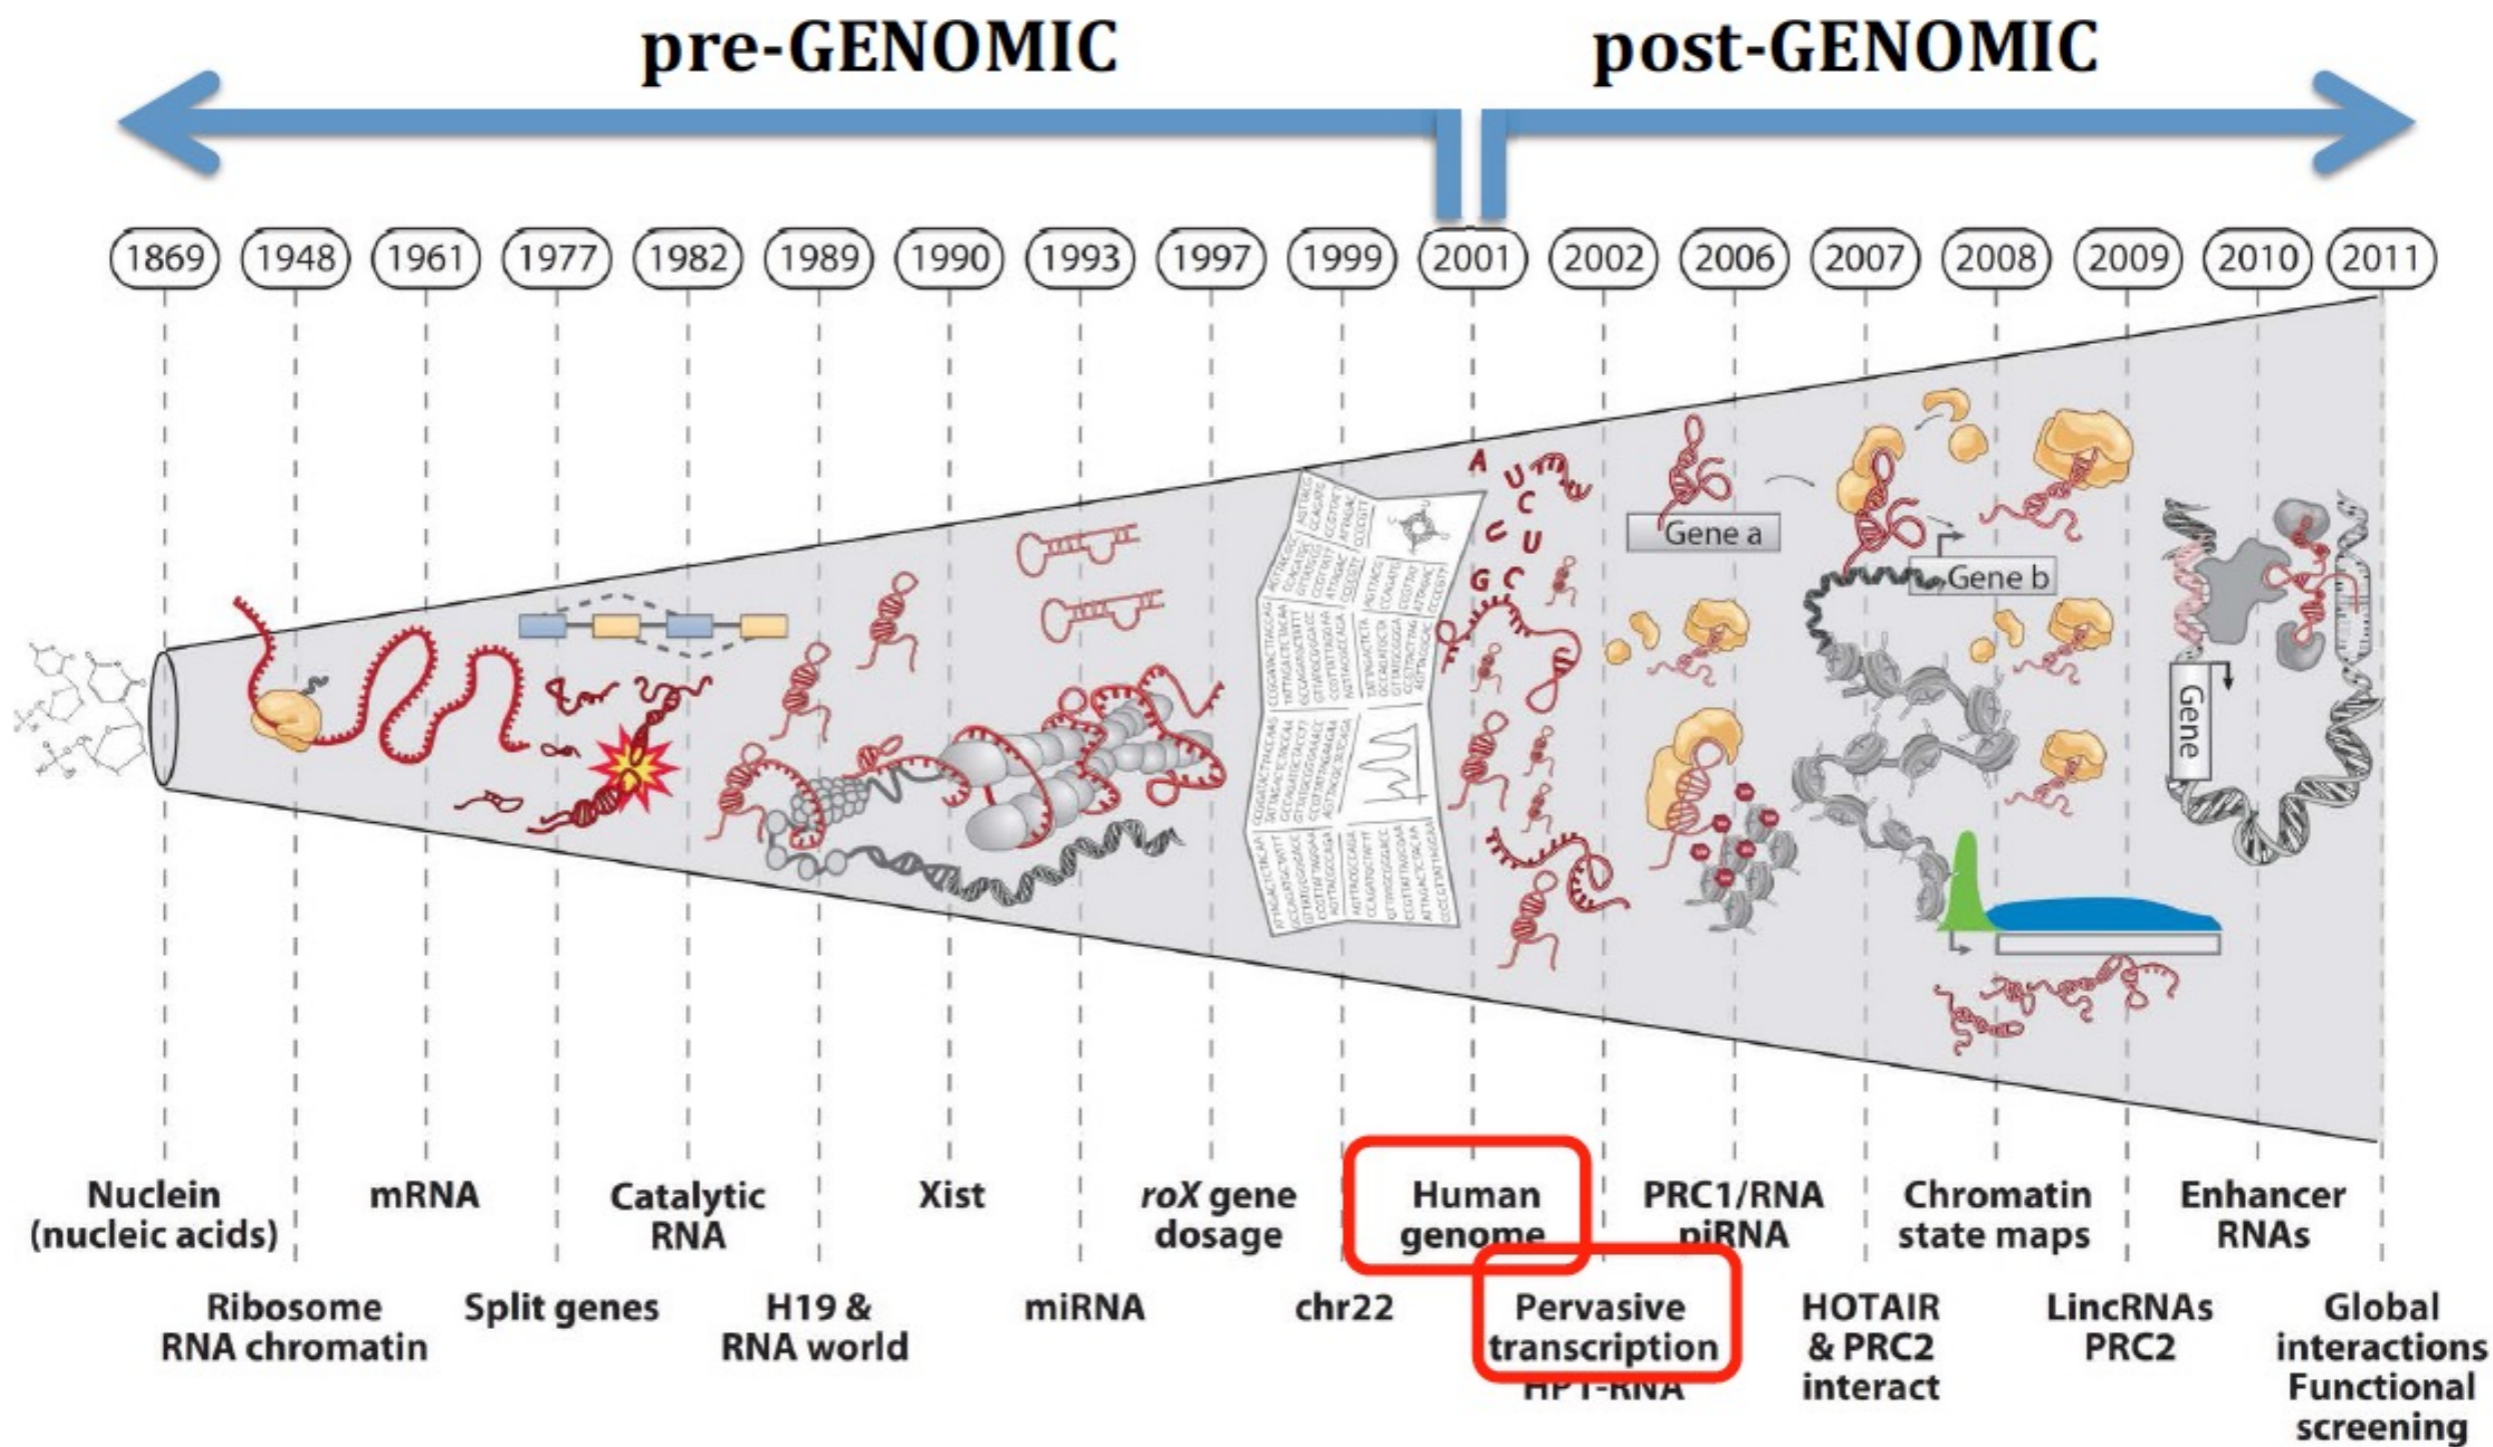 pre-GENOMIC
post-GENOMIC
1869
1948
1961
1977
1982
1989
1990
1993
1997
1999
2001
2002
2006
2007
2008
2009
2010
2011
A
U
C
U
U
G
C
Gene a
Gene b
Gene
Nuclein
(nucleic acids)
mRNA
Catalytic
RNA
Xist
roX gene
dosage
Human
genome
PRC1/RNA
piRNA
Chromatin
state maps
Enhancer
RNAs
Ribosome
RNA chromatin
Split genes
H19 &
RNA world
miRNA
chr22
Pervasive
transcription
HP1-RNA
HOTAIR
& PRC2
interact
LincRNAs
PRC2
Global
interactions
Functional
screening